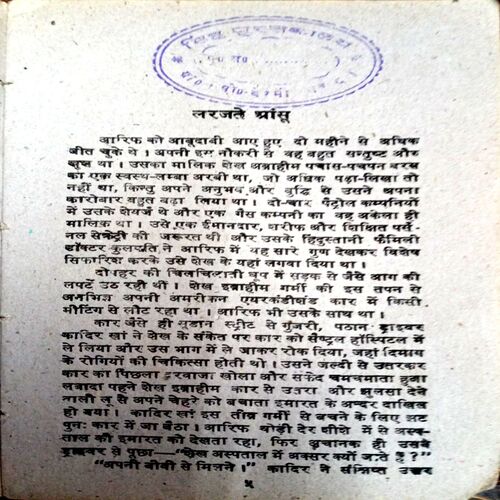 लरजते आंसू
आरिफ को आबूदाबी आए हुए दो महीने से अधिक
बीत चुके थे । अपनी इस नौकरी से वह बहुत सन्तुष्ट और
खुश था । उसका मालिक शेख इब्राहीम पचास-पचपन बरस
का एक स्वस्थ-लम्बा अरबी था, जो अधिक पढ़ा-लिखा तो
नहीं था, किन्तु अपने अनुभव और बुद्धि से उसने अपना
कारोबार बहुत बढ़ा लिया था । दो-चार पैट्रोल कम्पनियों
में उसके शेयर्ज थे और एक गैस कम्पनी का वह अकेला ही
मालिक था । उसे एक ईमानदार, शरीफ और शिक्षित पर्स-
नल सेक्रेट्री की जरूरत थी और उसके हिन्दुस्तानी फैमिली
डॉक्टर कुलप्रीत ने आरिफ में यह सारे गुण देखकर विशेष
सिफारिश करके उसे शेख के यहां लगवा दिया था ।
दोपहर की चिलचिलाती धूप में सड़क से जैसे आग की
लपटें उठ रही थीं । शेख इब्राहीम गर्मी की इस तपन से
अनभिज्ञ अपनी अमरीकन एयरकंडीशंड कार में किसी
मीटिंग से लौट रहा था । आरिफ भी उसके साथ था ।
कार जैसे ही सूडान स्ट्रीट से गुजरी, पठान ड्राइवर
कादिर खां ने शेख के संकेत पर कार को सैंट्रल हॉस्पिटल में
ले लिया और उस भाग में ले जाकर रोक दिया, जहां दिमाग
के रोगियों की चिकित्सा होती थी । उसने जल्दी से उतरकर
कार का पिछला दरवाजा खोला और सफेद चमचमाता हुआ
लबादा पहने शेख इब्राहीम कार से उतरा और झुलसा देने
वाली लू से अपने चेहरे को बचाता इमारत के अन्दर दाखिल
हो गया । कादिर खां इस तीव्र गर्मी से बचने के लिए झट
पुनः कार में जा बैठा । आरिफ थोड़ी देर शीशे में से अस्प-
ताल की इमारत को देखता रहा, फिर अचानक ही उसने
ड्राइवर से पूछा—"शेख अस्पताल में अक्सर क्यों जाते हैं ?"
"अपनी बीवी से मिलने ।" कादिर ने संक्षिप्त उत्तर
५